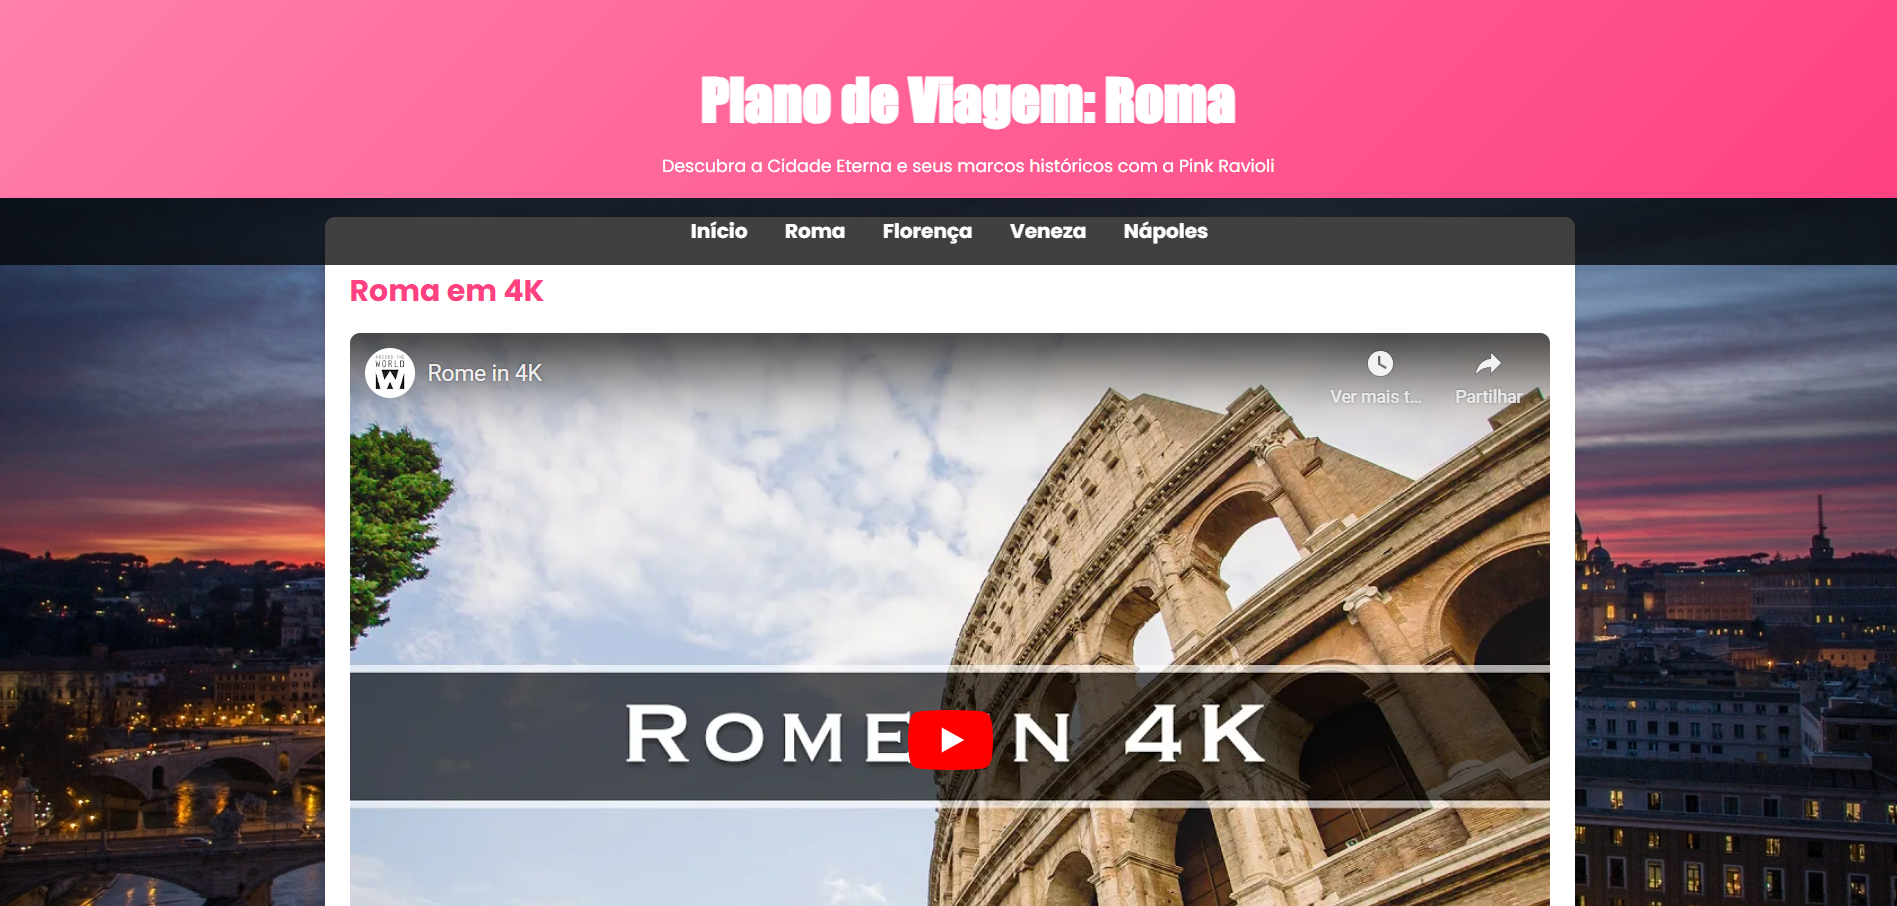 Plano de Viagem: Roma
Descubra a Cidade Eterna e seus marcos históricos com a Pink Ravioli
Início Roma Florença Veneza Nápoles
Roma em 4K
AROUND THE
WORLD
W
Rome in 4K
Ver mais t...
Partilhar
ROME N 4K